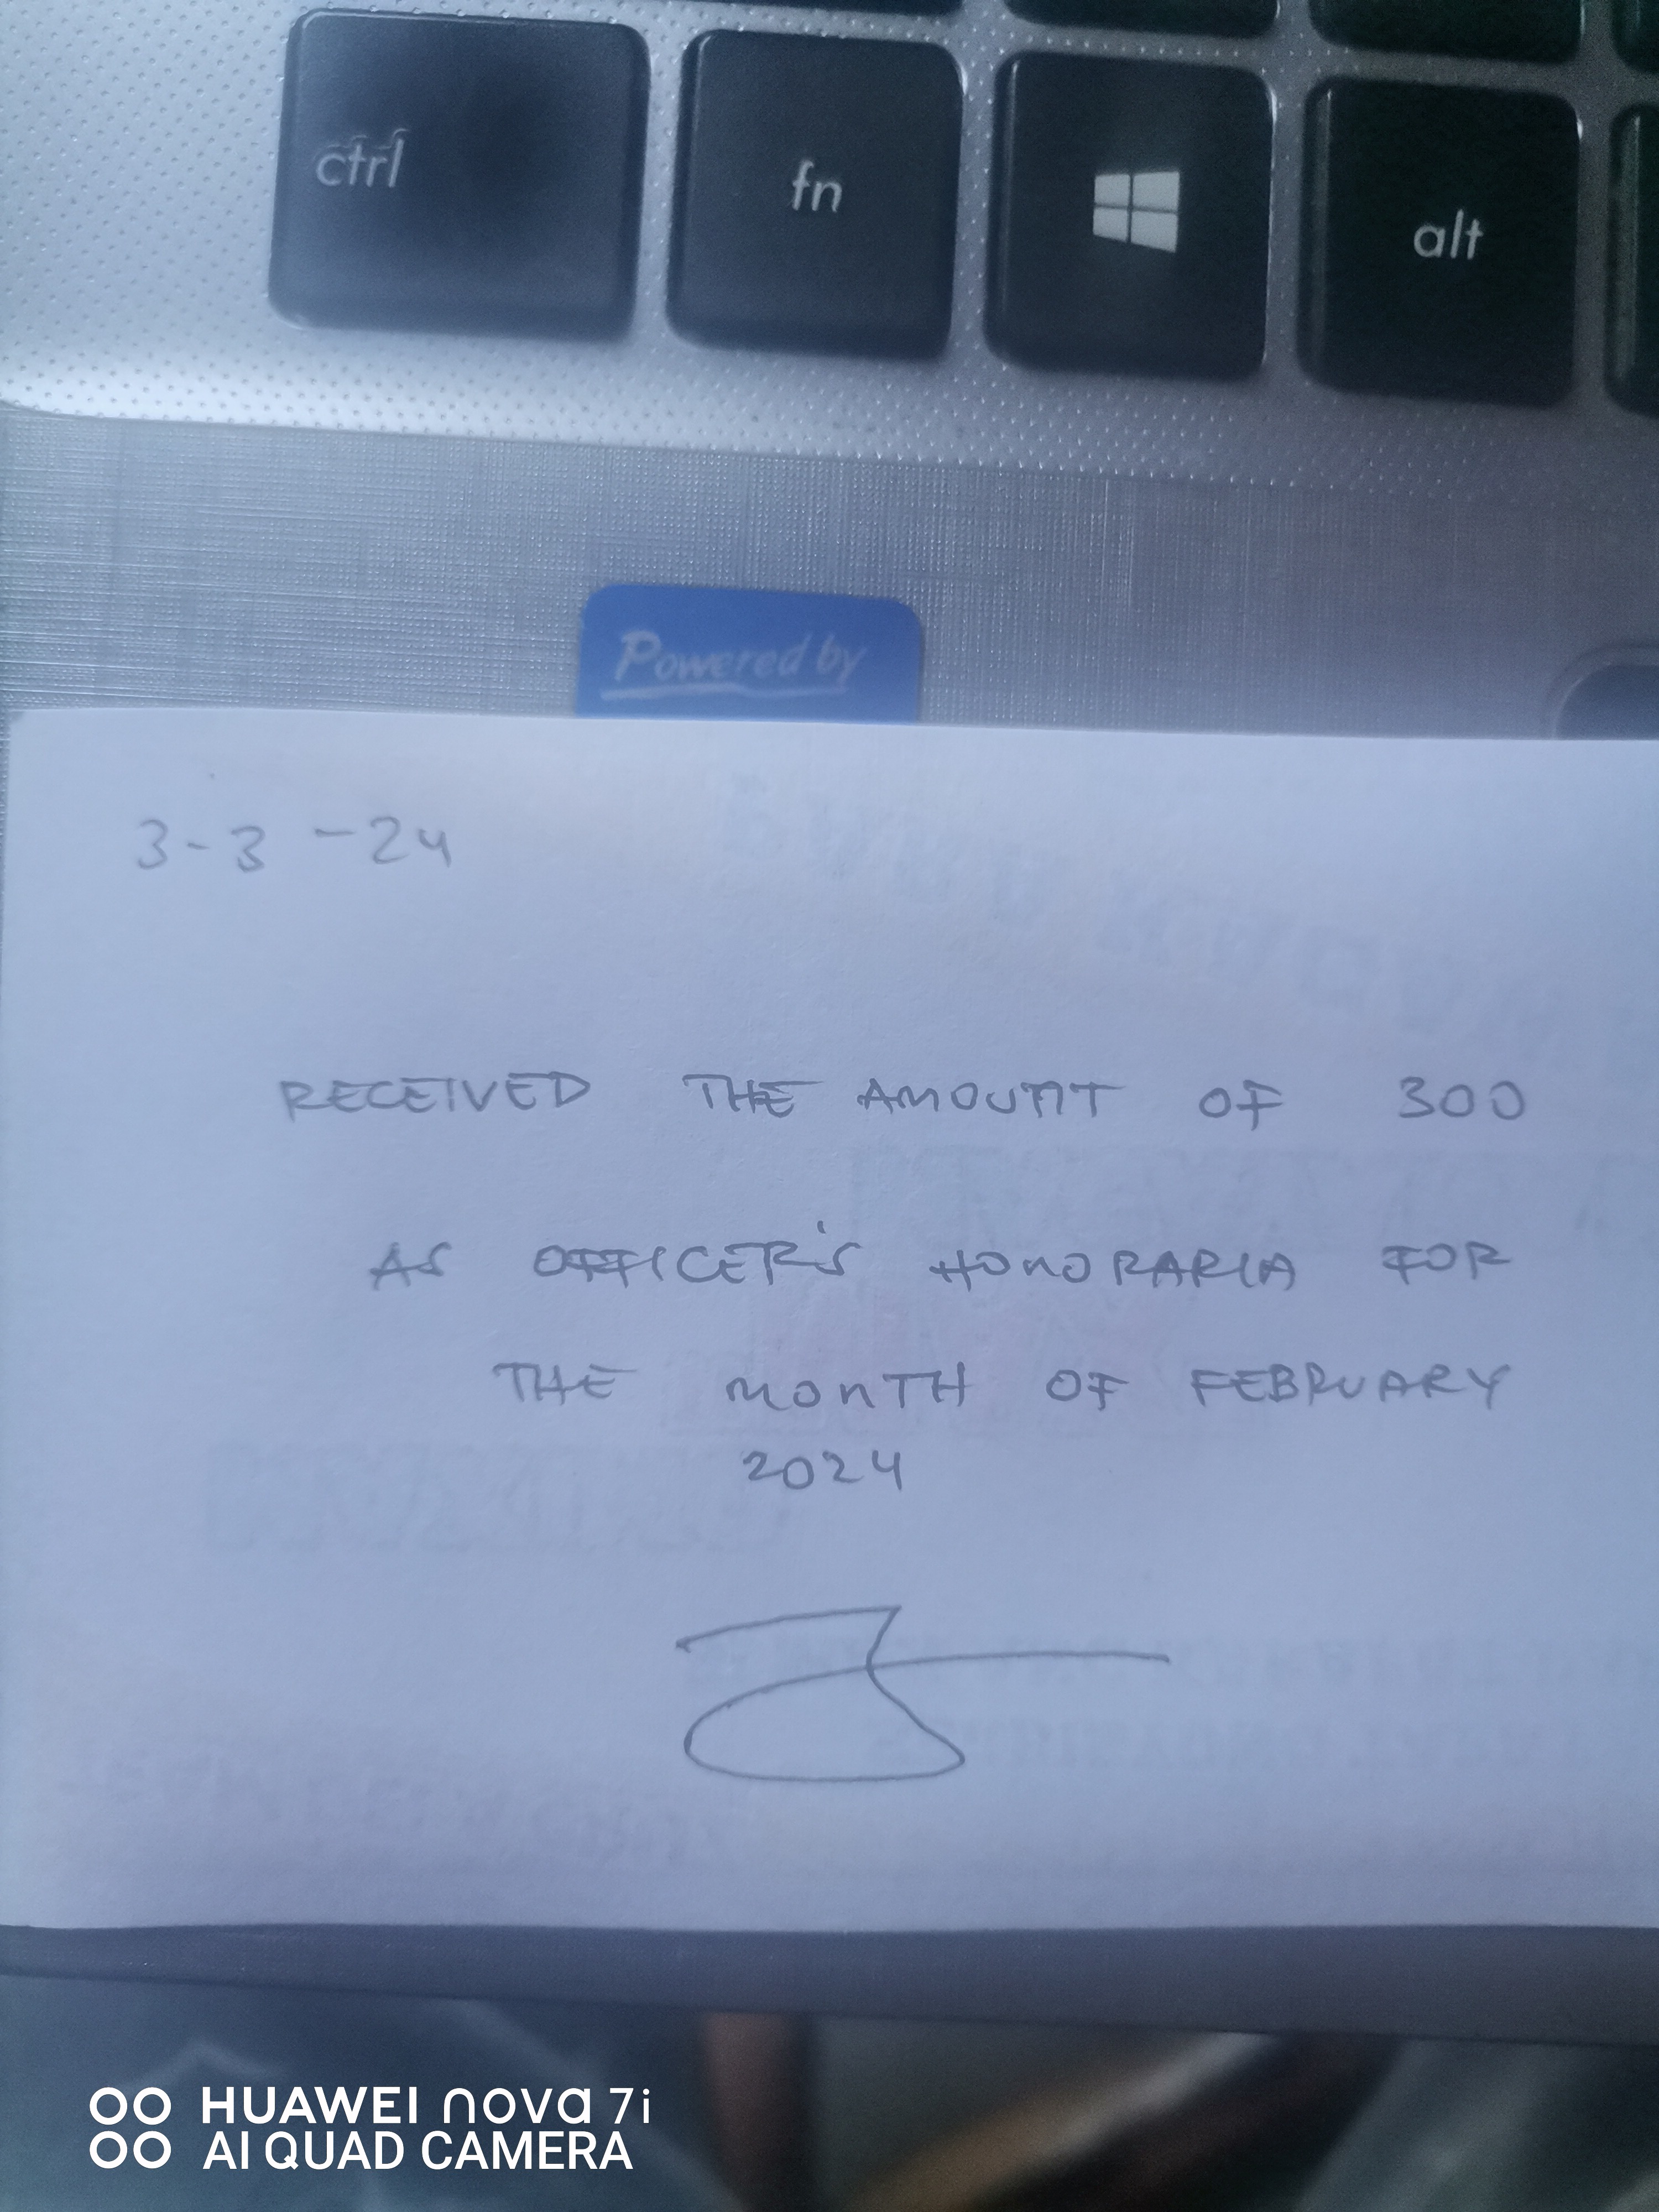 ctrl fn alt
Powered by
3-3-24
RECEIVED THE AMOUNT OF 300
AS OFFICER'S HONORARIA FOR
THE MONTH OF FEBRUARY
2024
HUAWEI nova 7i
AI QUAD CAMERA